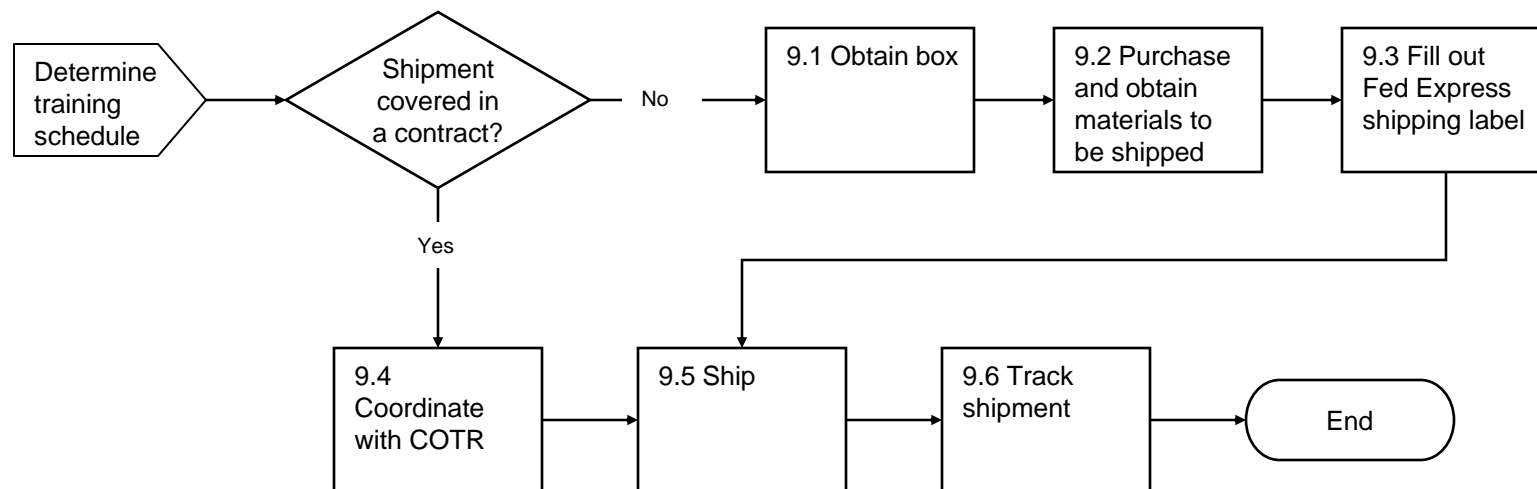 Determine
training
schedule
Shipment
covered in
a contract?
No
9.1 Obtain box
9.2 Purchase
and obtain
materials to
be shipped
9.3 Fill out
Fed Express
shipping label
Yes
9.4
Coordinate
with COTR
9.5 Ship
9.6 Track
shipment
End